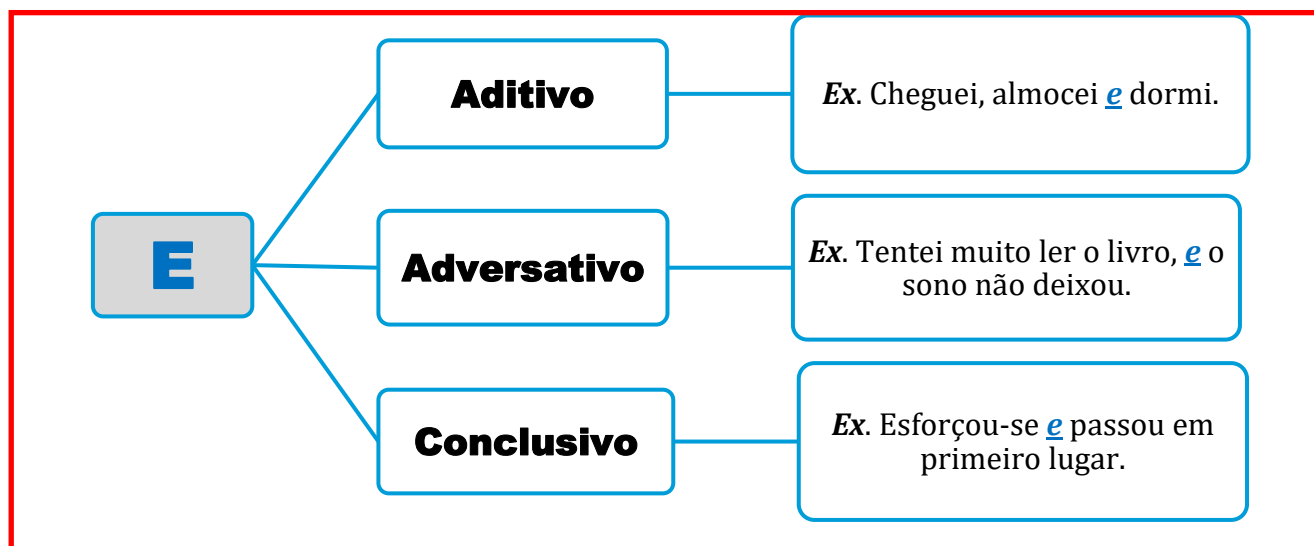 E
Aditivo
Ex. Cheguei, almocei e dormi.
Adversativo
Ex. Tentei muito ler o livro, e o
sono não deixou.
Conclusivo
Ex. Esforçou-se e passou em
primeiro lugar.